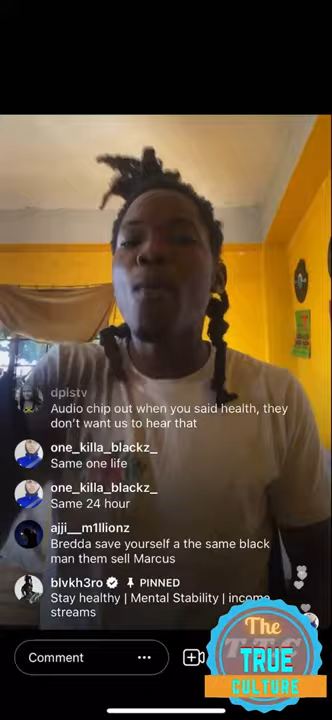 dplstv
Audio chip out when you said health, they
don't want us to hear that
one_killa_blackz_
Same one life
one_killa_blackz_
Same 24 hour
ajji__m1llionz
Bredda save yourself a the same black
man them sell Marcus
blvkh3ro PINNED
Stay healthy | Mental Stability | income
streams
Comment
The
TRUE
CULTURE